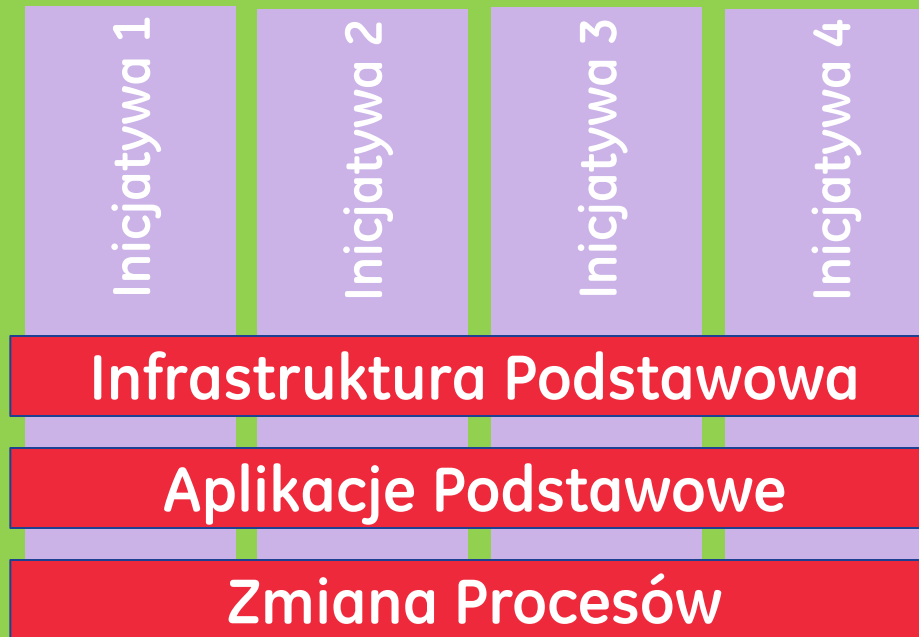 Inicjatywa 1
Inicjatywa 2
Inicjatywa 3
Inicjatywa 4
Infrastruktura Podstawowa
Aplikacje Podstawowe
Zmiana Procesów